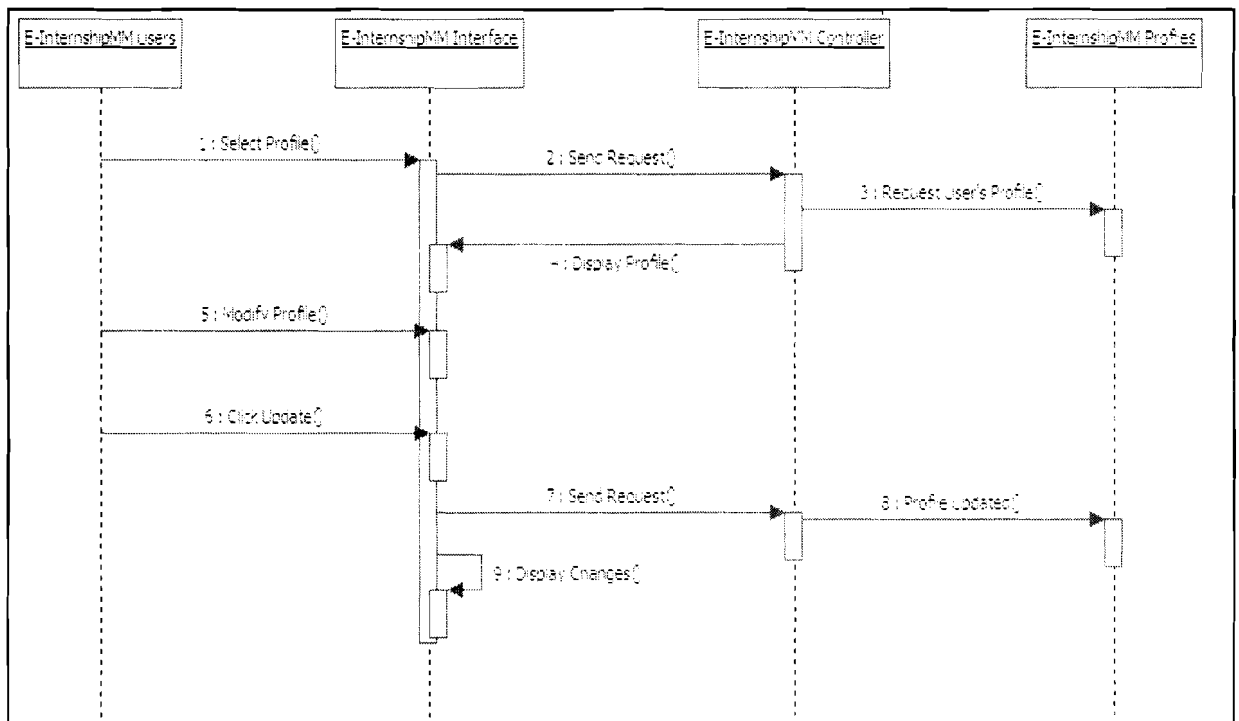 E-InternshipMM Users
E-InternshipMM Interface
E-InternshipMM Controller
E-InternshipMM Profiles
1 : Select Profile()
2 : Send Request()
3 : Request User's Profile()
4 : Display Profile()
5 : Modify Profile()
6 : Click Update()
7 : Send Request()
8 : Profile Updated()
9 : Display Changes()